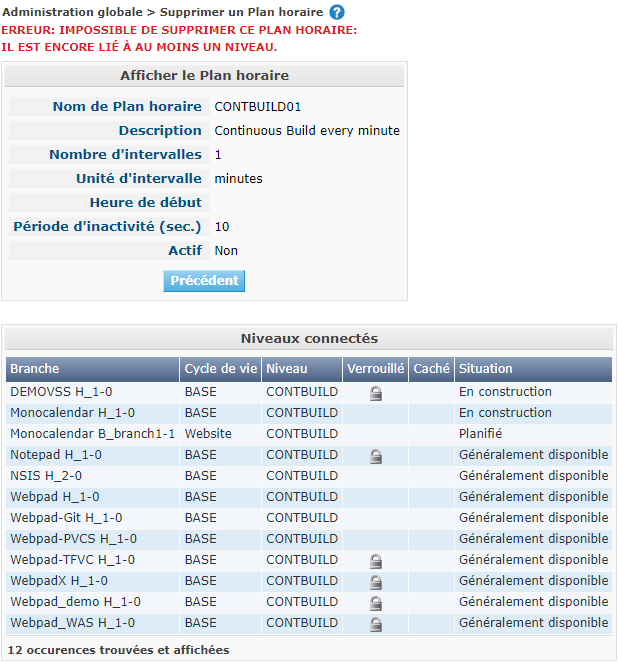 Administration globale > Supprimer un Plan horaire ?
ERREUR: IMPOSSIBLE DE SUPPRIMER CE PLAN HORAIRE:
IL EST ENCORE LIÉ À AU MOINS UN NIVEAU.
Afficher le Plan horaire
Nom de Plan horaire CONTBUILD01
Description Continuous Build every minute
Nombre d'intervalles 1
Unité d'intervalle minutes
Heure de début
Période d'inactivité (sec.) 10
Actif Non
Précédent
Niveaux connectés
Branche Cycle de vie Niveau Verrouillé Caché Situation
DEMOVSS H_1-0 BASE CONTBUILD En construction
Monocalendar H_1-0 BASE CONTBUILD En construction
Monocalendar B_branch1-1 Website CONTBUILD Planifié
Notepad H_1-0 BASE CONTBUILD Généralement disponible
NSIS H_2-0 BASE CONTBUILD Généralement disponible
Webpad H_1-0 BASE CONTBUILD Généralement disponible
Webpad-Git H_1-0 BASE CONTBUILD Généralement disponible
Webpad-PVCS H_1-0 BASE CONTBUILD Généralement disponible
Webpad-TFVC H_1-0 BASE CONTBUILD Généralement disponible
WebpadX H_1-0 BASE CONTBUILD Généralement disponible
Webpad_demo H_1-0 BASE CONTBUILD Généralement disponible
Webpad_WAS H_1-0 BASE CONTBUILD Généralement disponible
12 occurences trouvées et affichées